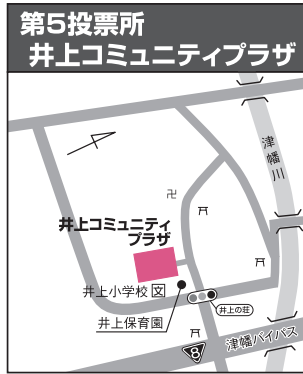 第5投票所
井上コミュニティプラザ
津幡川
井上コミュニティ
プラザ
井上小学校 文
井上保育園
井上の荘
津幡バイパス
8